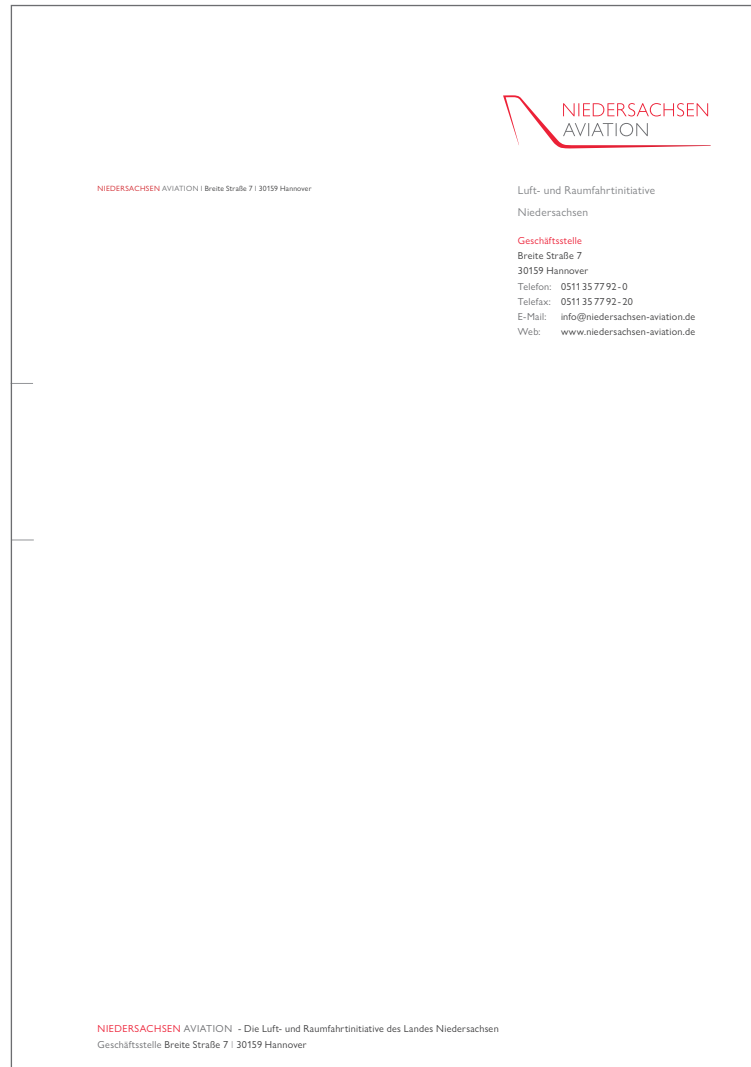 NIEDERSACHSEN
AVIATION
NIEDERSACHSEN AVIATION | Breite Straße 7 | 30159 Hannover
Luft- und Raumfahrtinitiative
Niedersachsen
Geschäftsstelle
Breite Straße 7
30159 Hannover
Telefon: 0511 35 77 92 - 0
Telefax: 0511 35 77 92 - 20
E-Mail: info@niedersachsen-aviation.de
Web: www.niedersachsen-aviation.de
NIEDERSACHSEN AVIATION - Die Luft- und Raumfahrtinitiative des Landes Niedersachsen
Geschäftsstelle Breite Straße 7 | 30159 Hannover